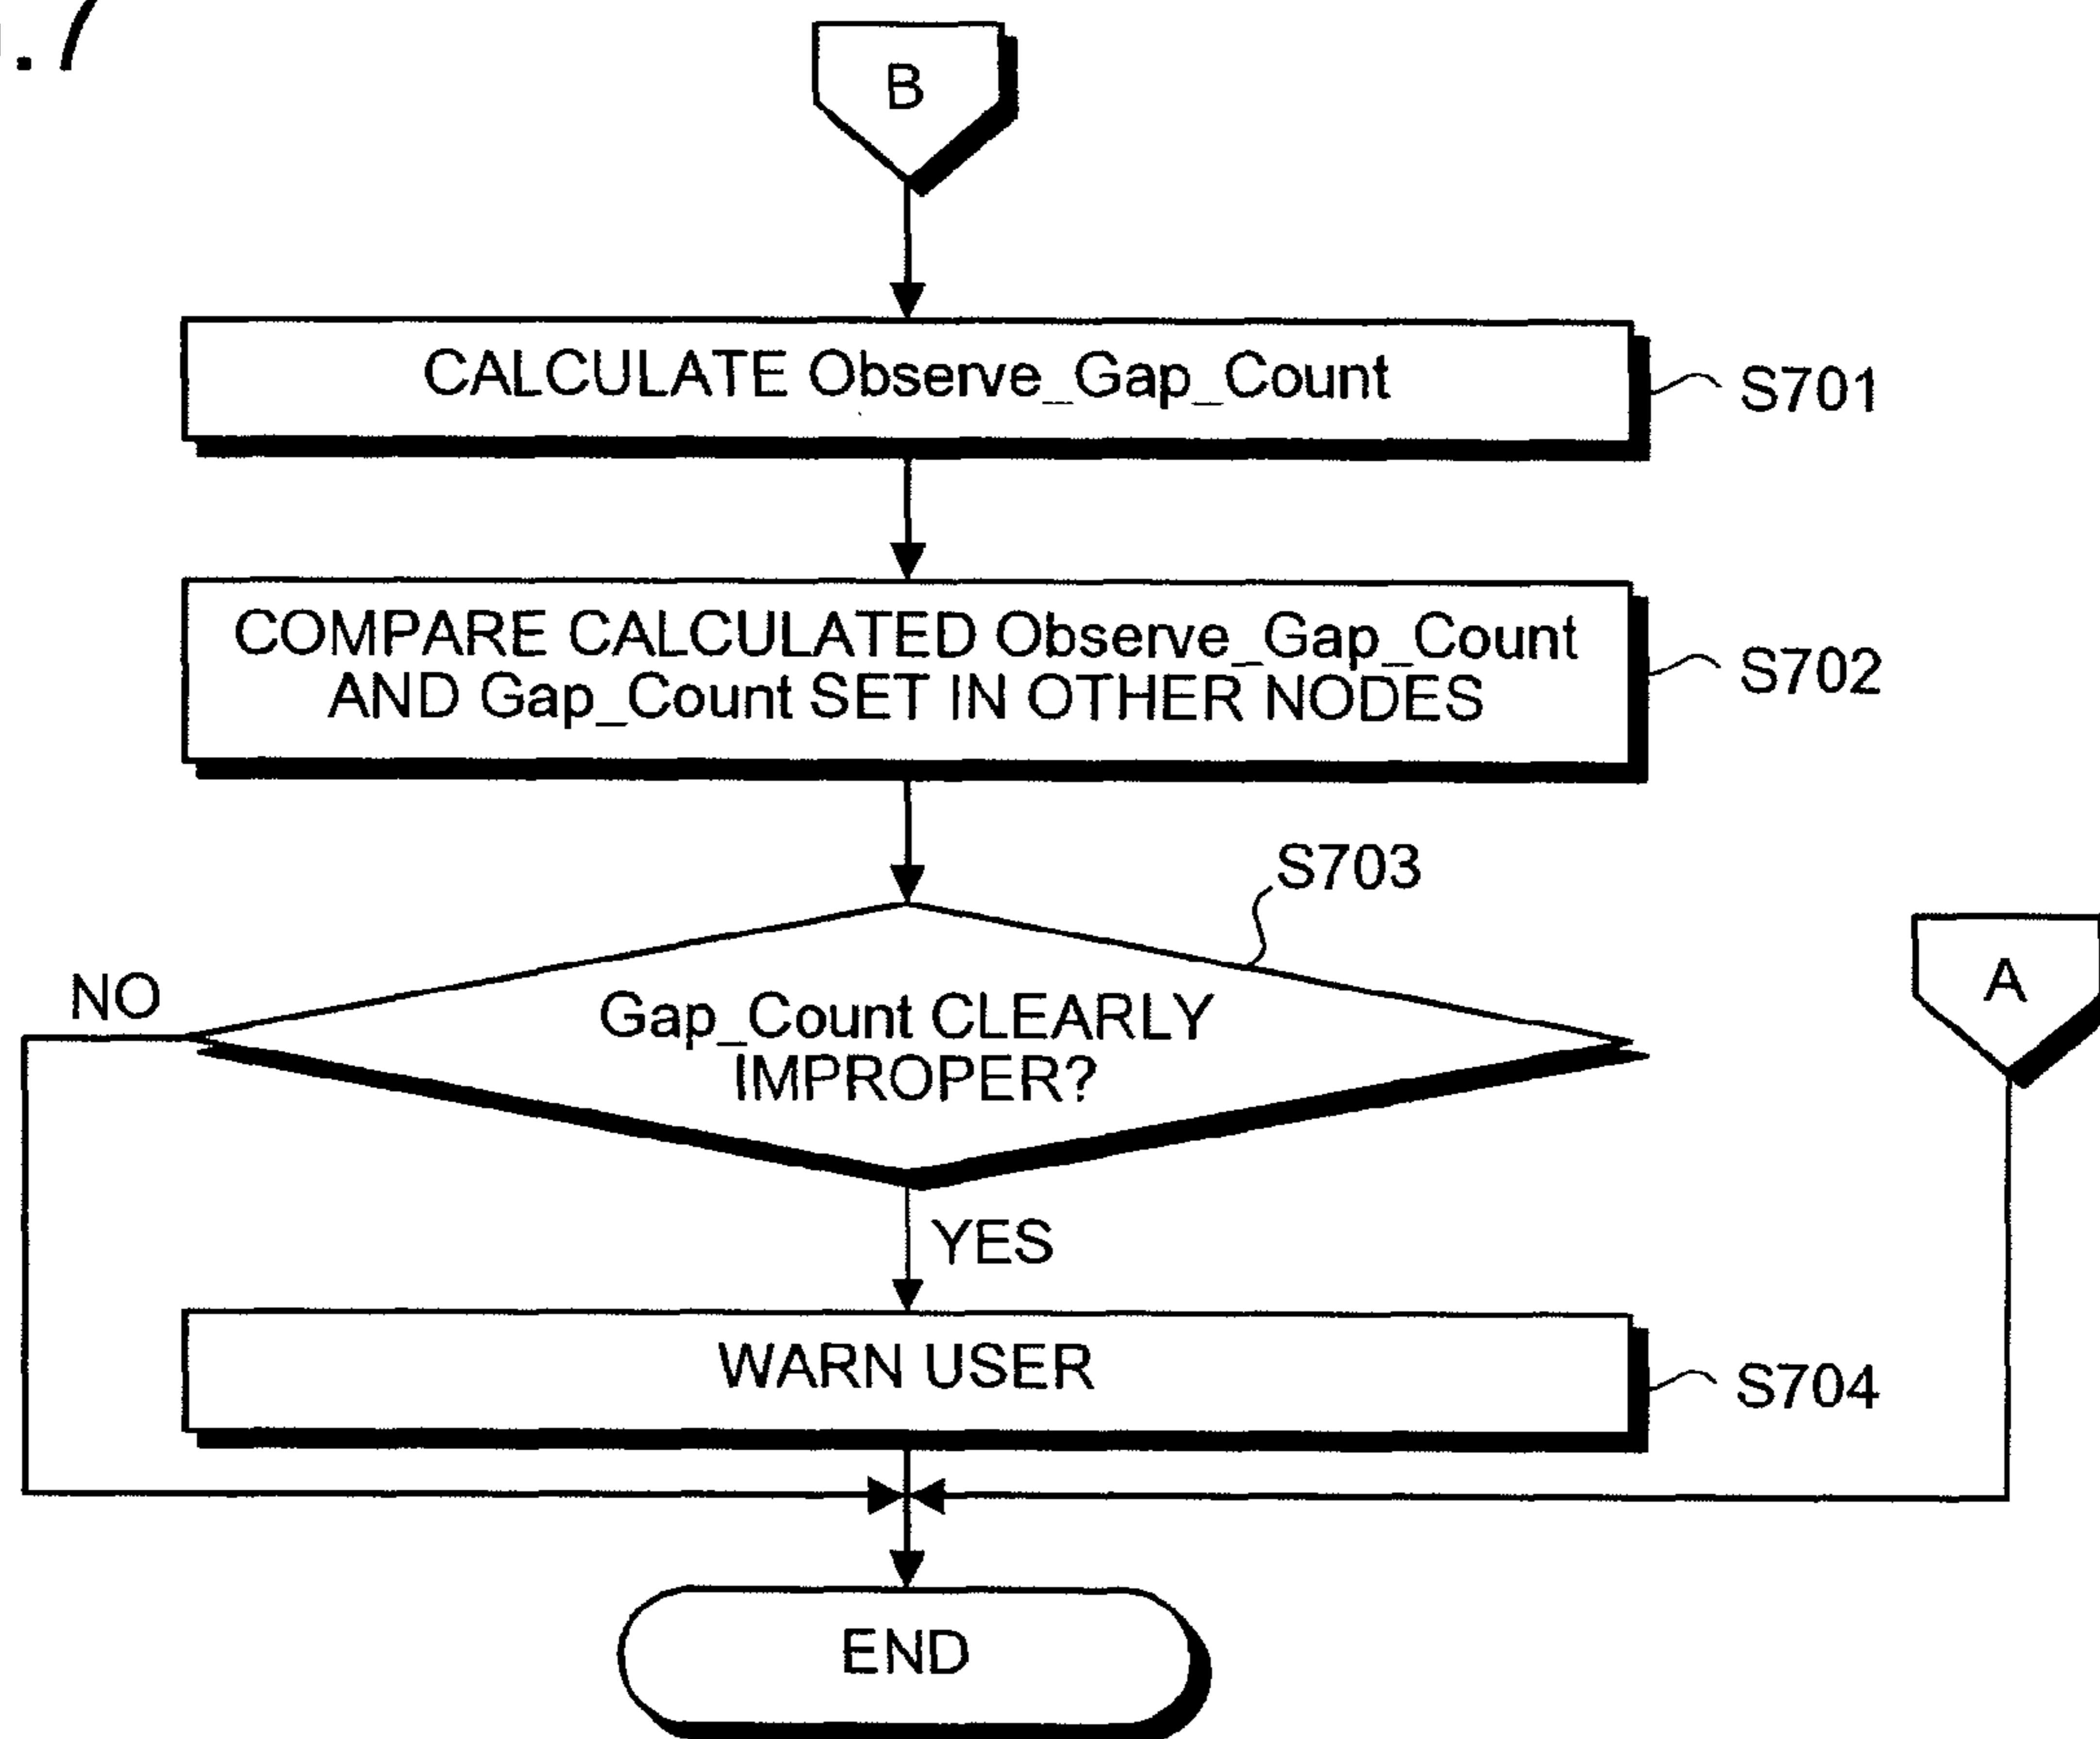 .7
B
CALCULATE Observe_Gap_Count
S701
COMPARE CALCULATED Observe_Gap_Count
AND Gap_Count SET IN OTHER NODES
S702
S703
NO
Gap_Count CLEARLY
IMPROPER?
A
YES
WARN USER
S704
END